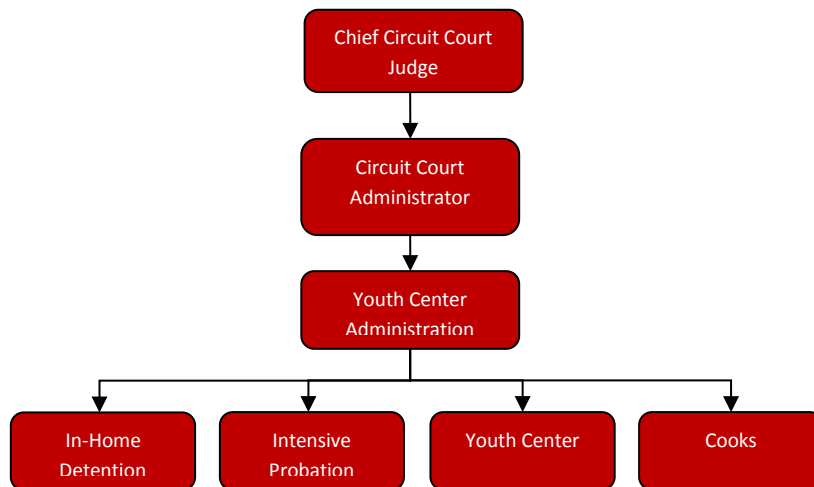 Chief Circuit Court
Judge
Circuit Court
Administrator
Youth Center
Administration
In-Home
Detention
Intensive
Probation
Youth Center
Cooks